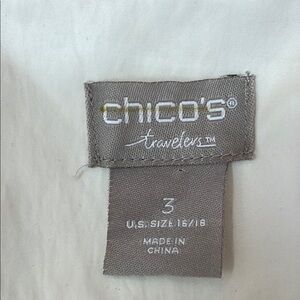 chico's®
travelers™
3
U.S. SIZE 16/18
MADE IN
CHINA